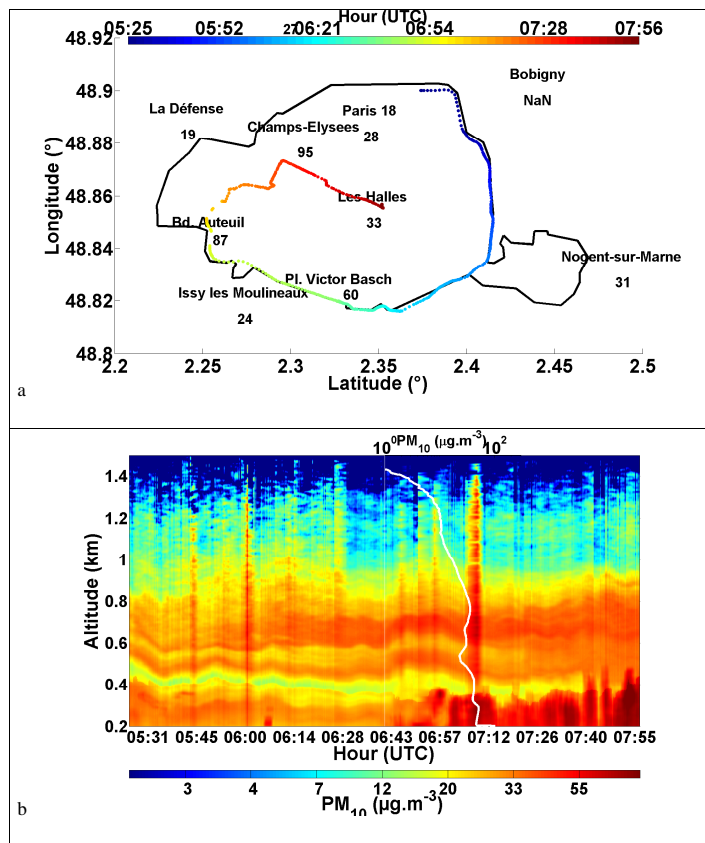 Hour (UTC)
05:25 05:52 27 06:21 06:54 07:28 07:56
48.92
48.9
48.88
48.86
48.84
48.82
48.8
Longitude (°)
Bobigny
NaN
La Défense
19
Paris 18
28
Champs-Elysees
95
Les Halles
33
Bd. Auteuil
87
Nogent-sur-Marne
31
Pl. Victor Basch
60
Issy les Moulineaux
24
2.2 2.25 2.3 2.35 2.4 2.45 2.5
Latitude (°)
a
10⁰ PM₁₀ (µg.m⁻³) 10²
1.4
1.2
1
0.8
0.6
0.4
0.2
Altitude (km)
05:31 05:45 06:00 06:14 06:28 06:43 06:57 07:12 07:26 07:40 07:55
Hour (UTC)
3 4 7 12 20 33 55
PM₁₀ (µg.m⁻³)
b